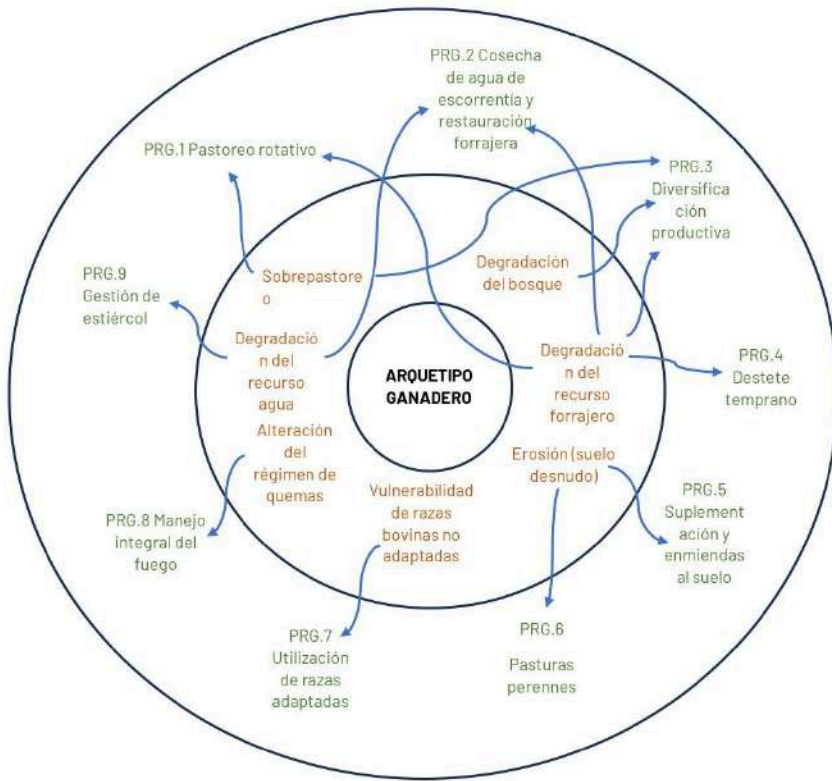 PRG.2 Cosecha
de agua de
escorrentía y
restauración
forrajera
PRG.1 Pastoreo rotativo
PRG.3
Diversifica
ción
productiva
PRG.9
Gestión de
estiércol
Sobrepastore
o
Degradación
del bosque
Degradació
n del
recurso
agua
ARQUETIPO
GANADERO
Degradació
n del
recurso
forrajero
PRG.4
Destete
temprano
Alteración
del
régimen de
quemas
Erosión (suelo
desnudo)
Vulnerabilidad
de razas
bovinas no
adaptadas
PRG.5
Suplement
ación y
enmiendas
al suelo
PRG.8 Manejo
integral del
fuego
PRG.7
Utilización
de razas
adaptadas
PRG.6
Pasturas
perennes